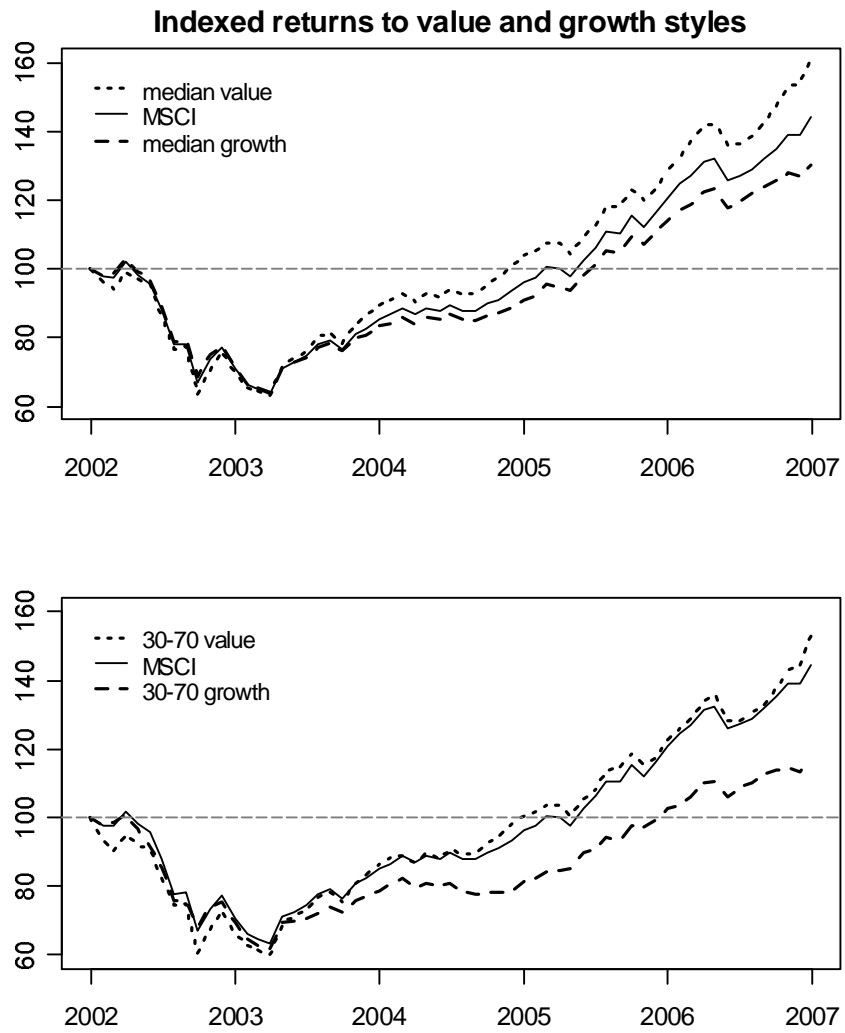 Indexed returns to value and growth styles
160
140
120
100
80
60
median value
MSCI
median growth
2002 2003 2004 2005 2006 2007
160
140
120
100
80
60
30-70 value
MSCI
30-70 growth
2002 2003 2004 2005 2006 2007